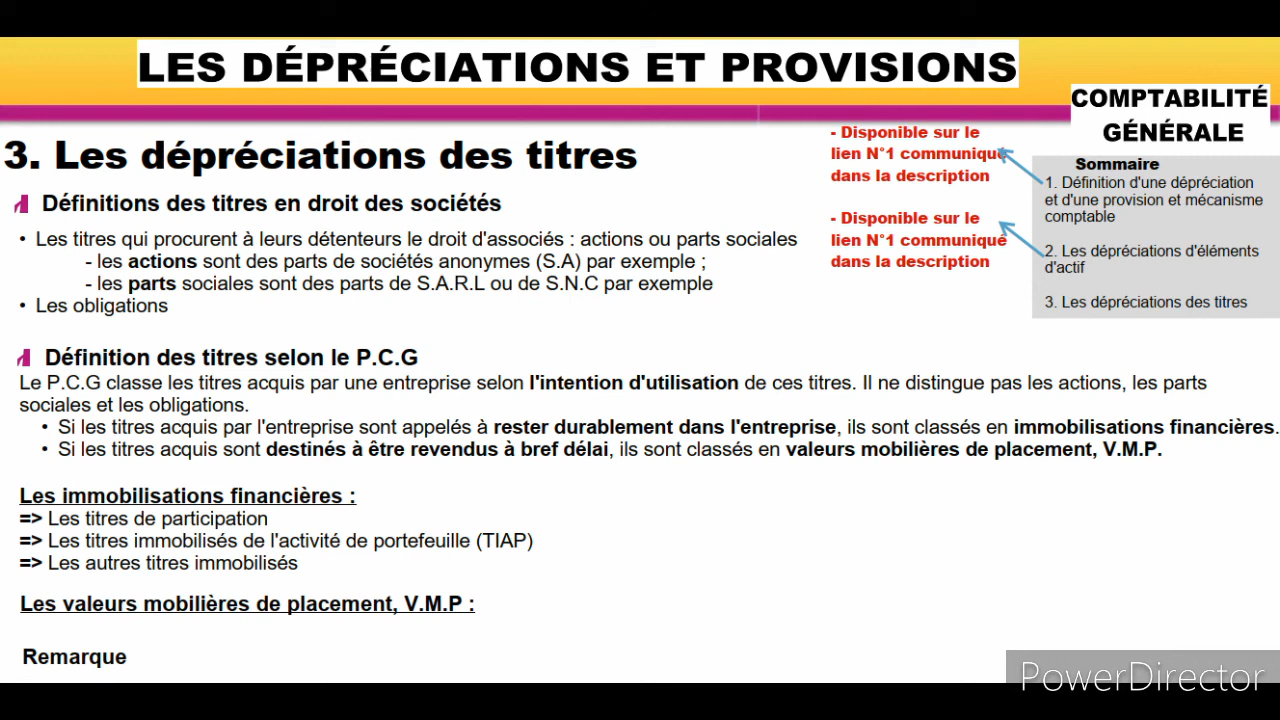 LES DÉPRÉCIATIONS ET PROVISIONS
COMPTABILITÉ
GÉNÉRALE
3. Les dépréciations des titres
- Disponible sur le
lien N°1 communiqué
dans la description
- Disponible sur le
lien N°1 communiqué
dans la description
Sommaire
1. Définition d'une dépréciation
et d'une provision et mécanisme
comptable
2. Les dépréciations d'éléments
d'actif
3. Les dépréciations des titres
Définitions des titres en droit des sociétés
• Les titres qui procurent à leurs détenteurs le droit d'associés : actions ou parts sociales
- les actions sont des parts de sociétés anonymes (S.A) par exemple ;
- les parts sociales sont des parts de S.A.R.L ou de S.N.C par exemple
• Les obligations
Définition des titres selon le P.C.G
Le P.C.G classe les titres acquis par une entreprise selon l'intention d'utilisation de ces titres. Il ne distingue pas les actions, les parts
sociales et les obligations.
• Si les titres acquis par l'entreprise sont appelés à rester durablement dans l'entreprise, ils sont classés en immobilisations financières.
• Si les titres acquis sont destinés à être revendus à bref délai, ils sont classés en valeurs mobilières de placement, V.M.P.
Les immobilisations financières :
=> Les titres de participation
=> Les titres immobilisés de l'activité de portefeuille (TIAP)
=> Les autres titres immobilisés
Les valeurs mobilières de placement, V.M.P :
Remarque
PowerDirector